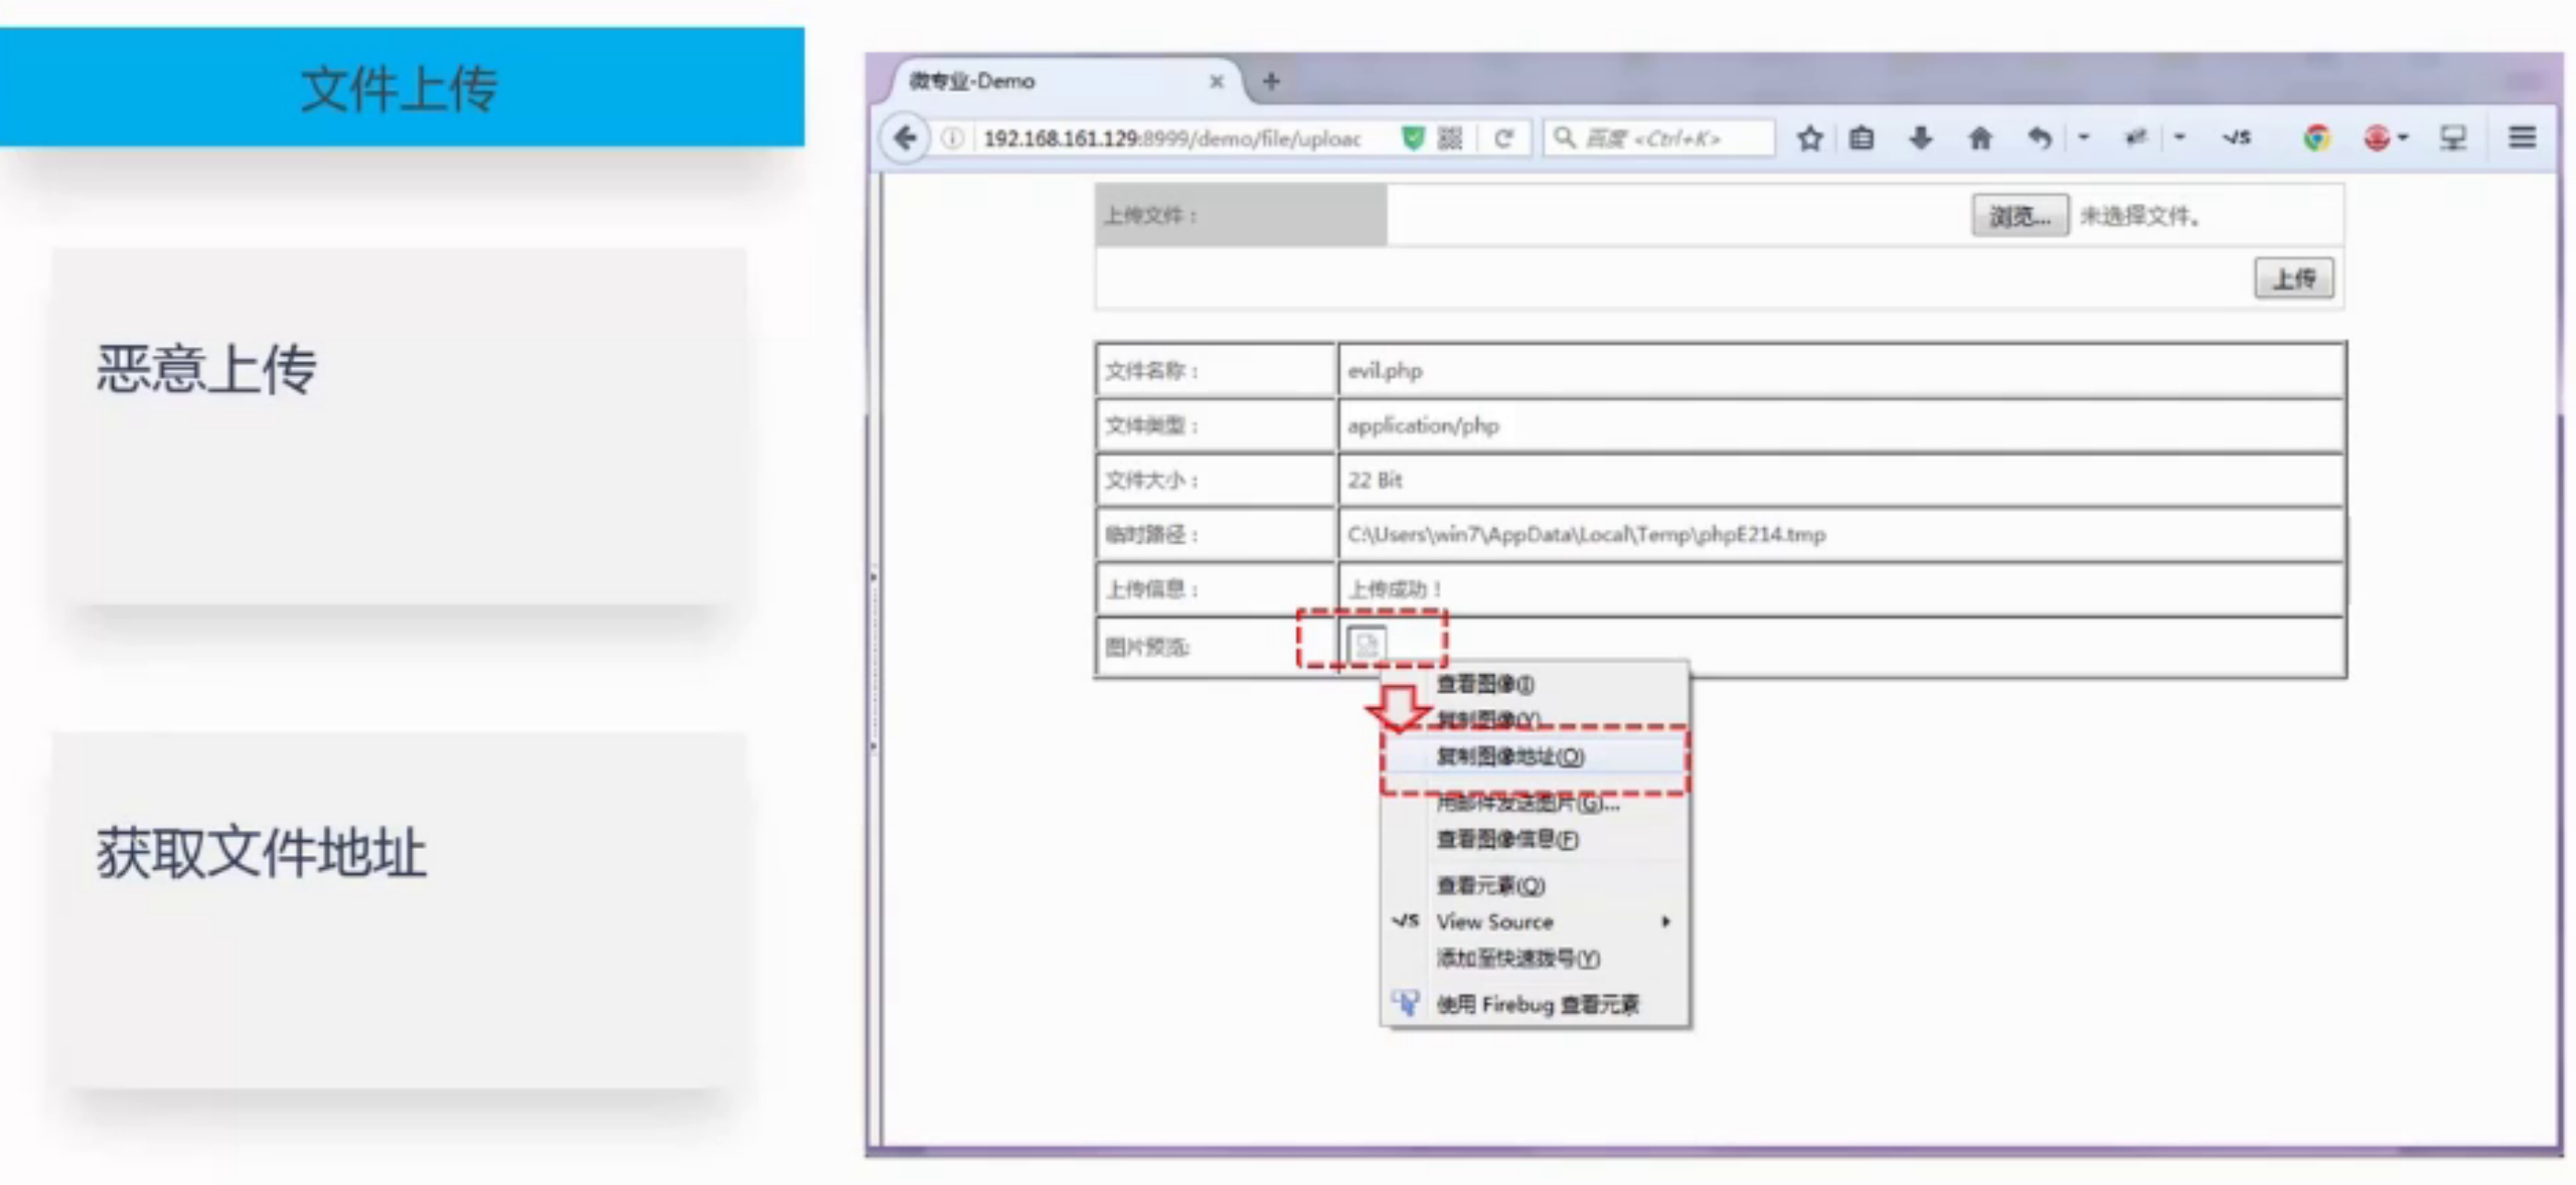 文件上传
恶意上传
获取文件地址
微专业-Demo
192.168.161.129:8999/demo/file/uploac
百度 <Ctrl+K>
上传文件：
浏览... 未选择文件。
上传
文件名称： evil.php
文件类型： application/php
文件大小： 22 Bit
临时路径： C:\Users\win7\AppData\Local\Temp\phpE214.tmp
上传信息： 上传成功！
图片预览:
查看图像(I)
复制图像(Y)
复制图像地址(O)
用邮件发送图片(G)...
查看图像信息(F)
查看元素(Q)
View Source
添加至快速拨号(Y)
使用 Firebug 查看元素